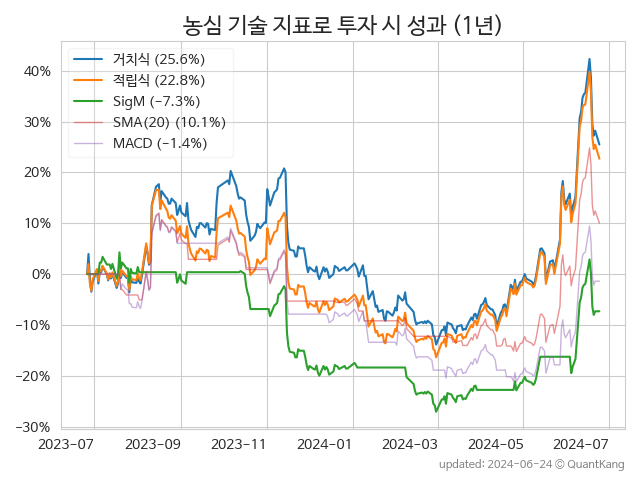 농심 기술 지표로 투자 시 성과 (1년)
거치식 (25.6%)
적립식 (22.8%)
SigM (−7.3%)
SMA(20) (10.1%)
MACD (−1.4%)
40%
30%
20%
10%
0%
−10%
−20%
−30%
2023-07
2023-09
2023-11
2024-01
2024-03
2024-05
2024-07
updated: 2024-06-24 @ QuantKang